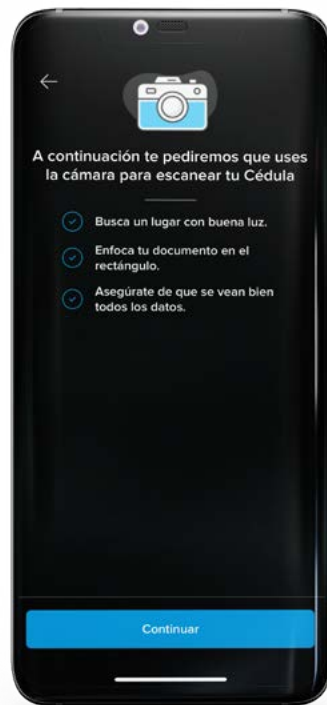 A continuación te pediremos que uses
la cámara para escanear tu Cédula
Busca un lugar con buena luz.
Enfoca tu documento en el
rectángulo.
Asegúrate de que se vean bien
todos los datos.
Continuar